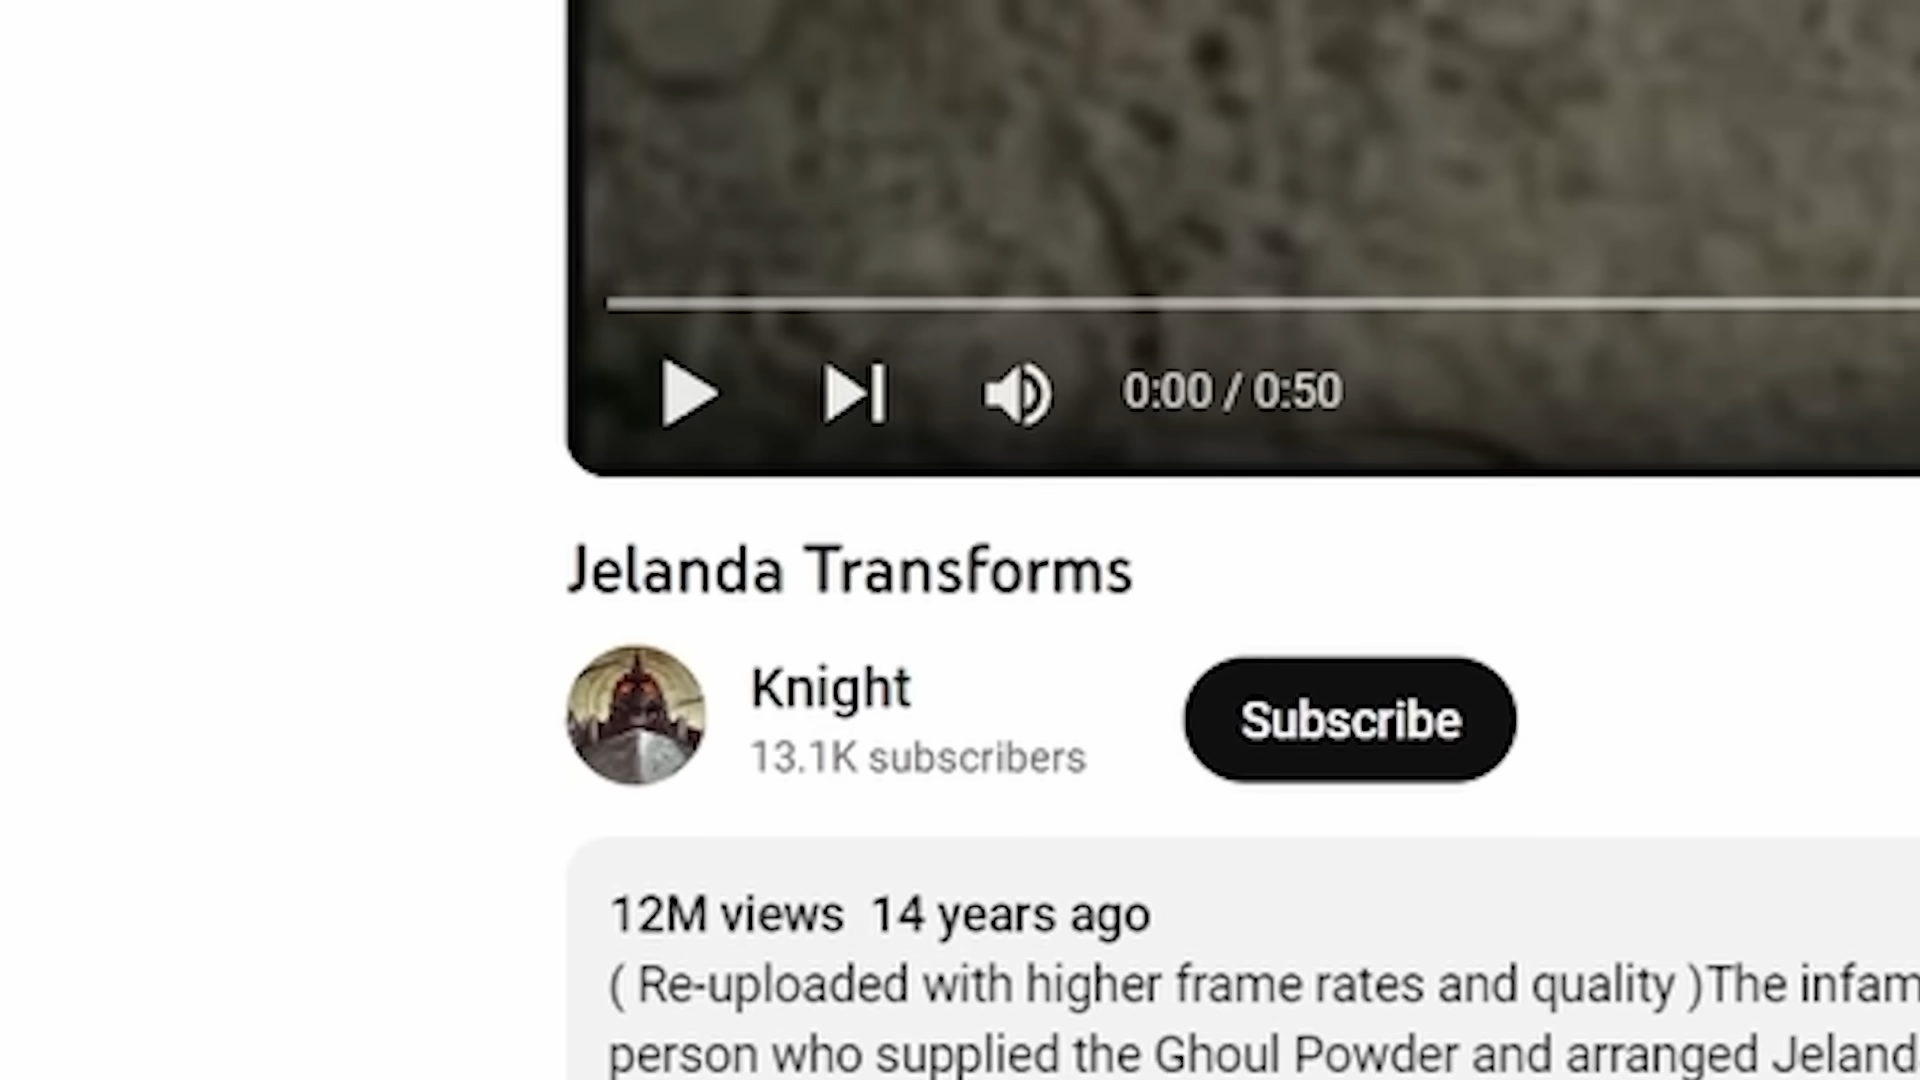 0:00 / 0:50
Jelanda Transforms
Knight
Subscribe
13.1K subscribers
12M views 14 years ago
( Re-uploaded with higher frame rates and quality )The infam
person who supplied the Ghoul Powder and arranged Jeland